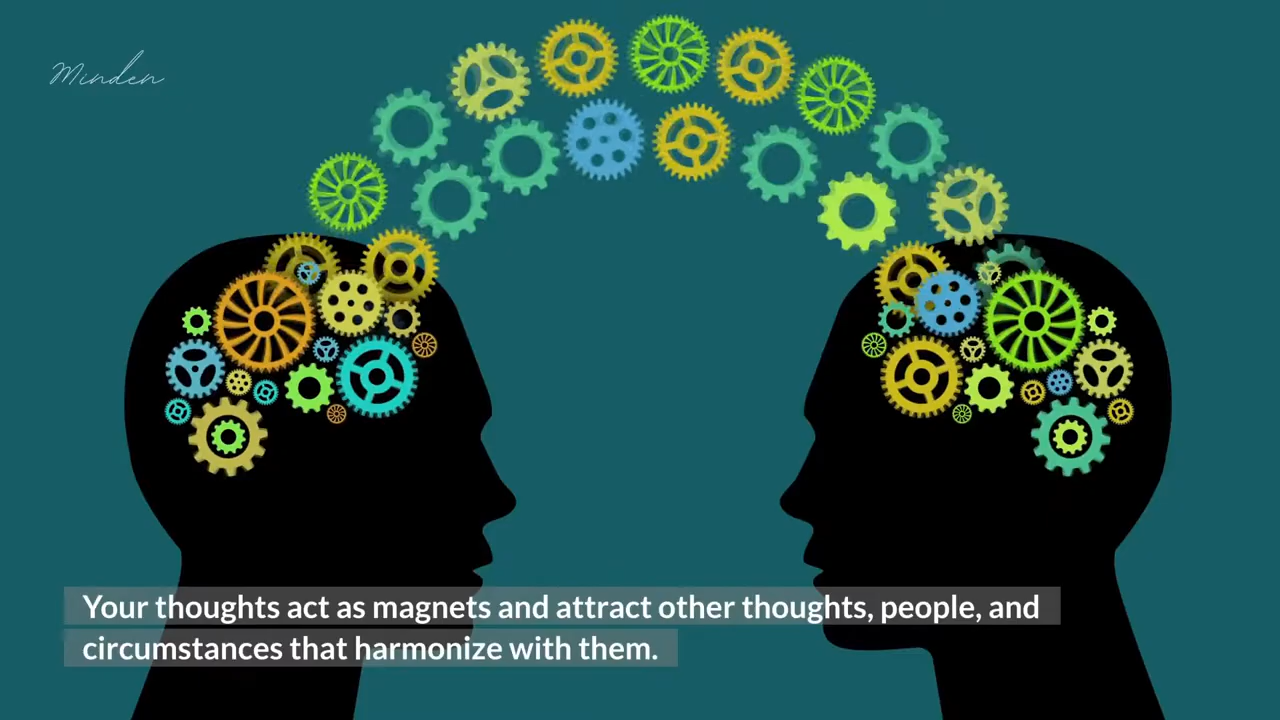 Minden
Your thoughts act as magnets and attract other thoughts, people, and
circumstances that harmonize with them.